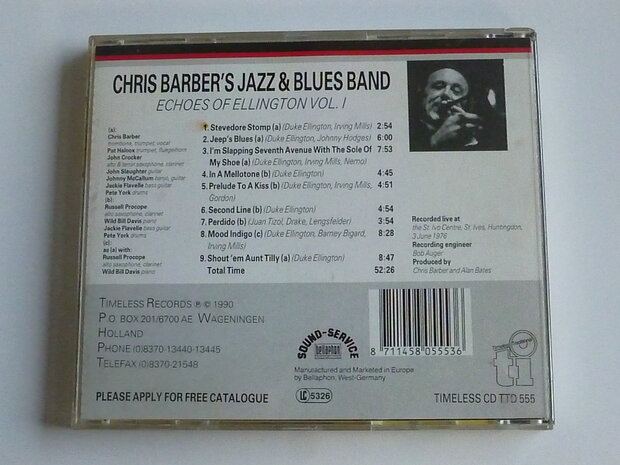 CHRIS BARBER'S JAZZ & BLUES BAND
ECHOES OF ELLINGTON VOL. I
(a):
Chris Barber
trombone, trumpet, vocal
Pat Halcox trumpet, fluegelhorn
John Crocker
alto & tenor saxophone, clarinet
John Slaughter guitar
Johnny McCallum banjo, guitar
Jackie Flavelle bass guitar
Pete York drums
(b):
Russell Procope
alto saxophone, clarinet
Wild Bill Davis piano
Jackie Flavelle bass guitar
Pete York drums
(c):
as (a) with:
Russell Procope
alto saxophone, clarinet
Wild Bill Davis piano
1. Stevedore Stomp (a) (Duke Ellington, Irving Mills) 2:54
2. Jeep's Blues (a) (Duke Ellington, Johnny Hodges) 6:00
3. I'm Slapping Seventh Avenue With The Sole Of 7:53
My Shoe (a) (Duke Ellington, Irving Mills, Nemo)
4. In A Mellotone (b) (Duke Ellington) 4:45
5. Prelude To A Kiss (b) (Duke Ellington, Irving Mills, 4:51
Gordon)
6. Second Line (b) (Duke Ellington) 4:54
7. Perdido (b) (Juan Tizol, Drake, Lengsfelder) 3:54
8. Mood Indigo (c) (Duke Ellington, Barney Bigard, 8:28
Irving Mills)
9. Shout 'em Aunt Tilly (a) (Duke Ellington) 8:47
Total Time 52:26
Recorded live at
the St. Ivo Centre, St. Ives, Huntingdon,
3 June 1976
Recording engineer
Bob Auger
Produced by
Chris Barber and Alan Bates
TIMELESS RECORDS ℗ © 1990
P.O. BOX 201/6700 AE WAGENINGEN
HOLLAND
PHONE (0)8370-13440-13445
TELEFAX (0)8370-21548
SOUND-SERVICE
bellaphon
Manufactured and Marketed in Europe
by Bellaphon, West-Germany
LC 5326
8 711458 055536
PLEASE APPLY FOR FREE CATALOGUE
TIMELESS CD TTD 555